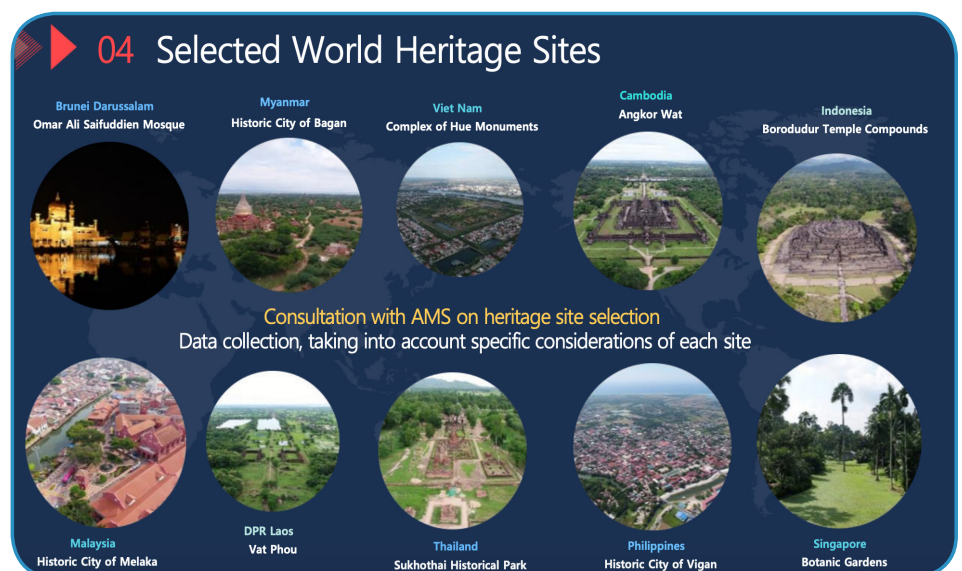 04 Selected World Heritage Sites
Brunei Darussalam
Omar Ali Saifuddien Mosque
Myanmar
Historic City of Bagan
Viet Nam
Complex of Hue Monuments
Cambodia
Angkor Wat
Indonesia
Borodudur Temple Compounds
Consultation with AMS on heritage site selection
Data collection, taking into account specific considerations of each site
Malaysia
Historic City of Melaka
DPR Laos
Vat Phou
Thailand
Sukhothai Historical Park
Philippines
Historic City of Vigan
Singapore
Botanic Gardens